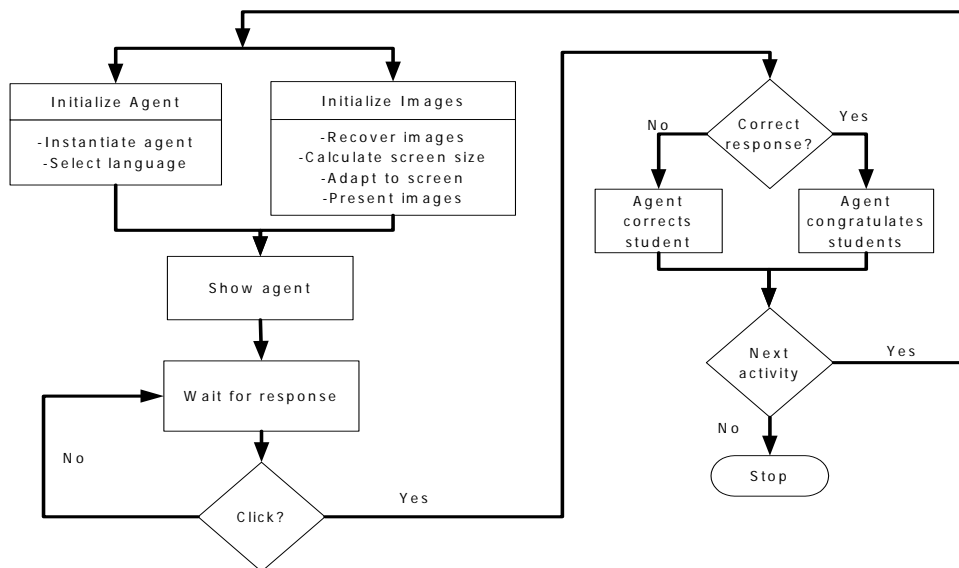 Initialize Agent
-Instantiate agent
-Select language
Initialize Images
-Recover images
-Calculate screen size
-Adapt to screen
-Present images
Show agent
Wait for response
No
Click?
Yes
Correct
response?
No
Yes
Agent
corrects
student
Agent
congratulates
students
Next
activity
Yes
No
Stop